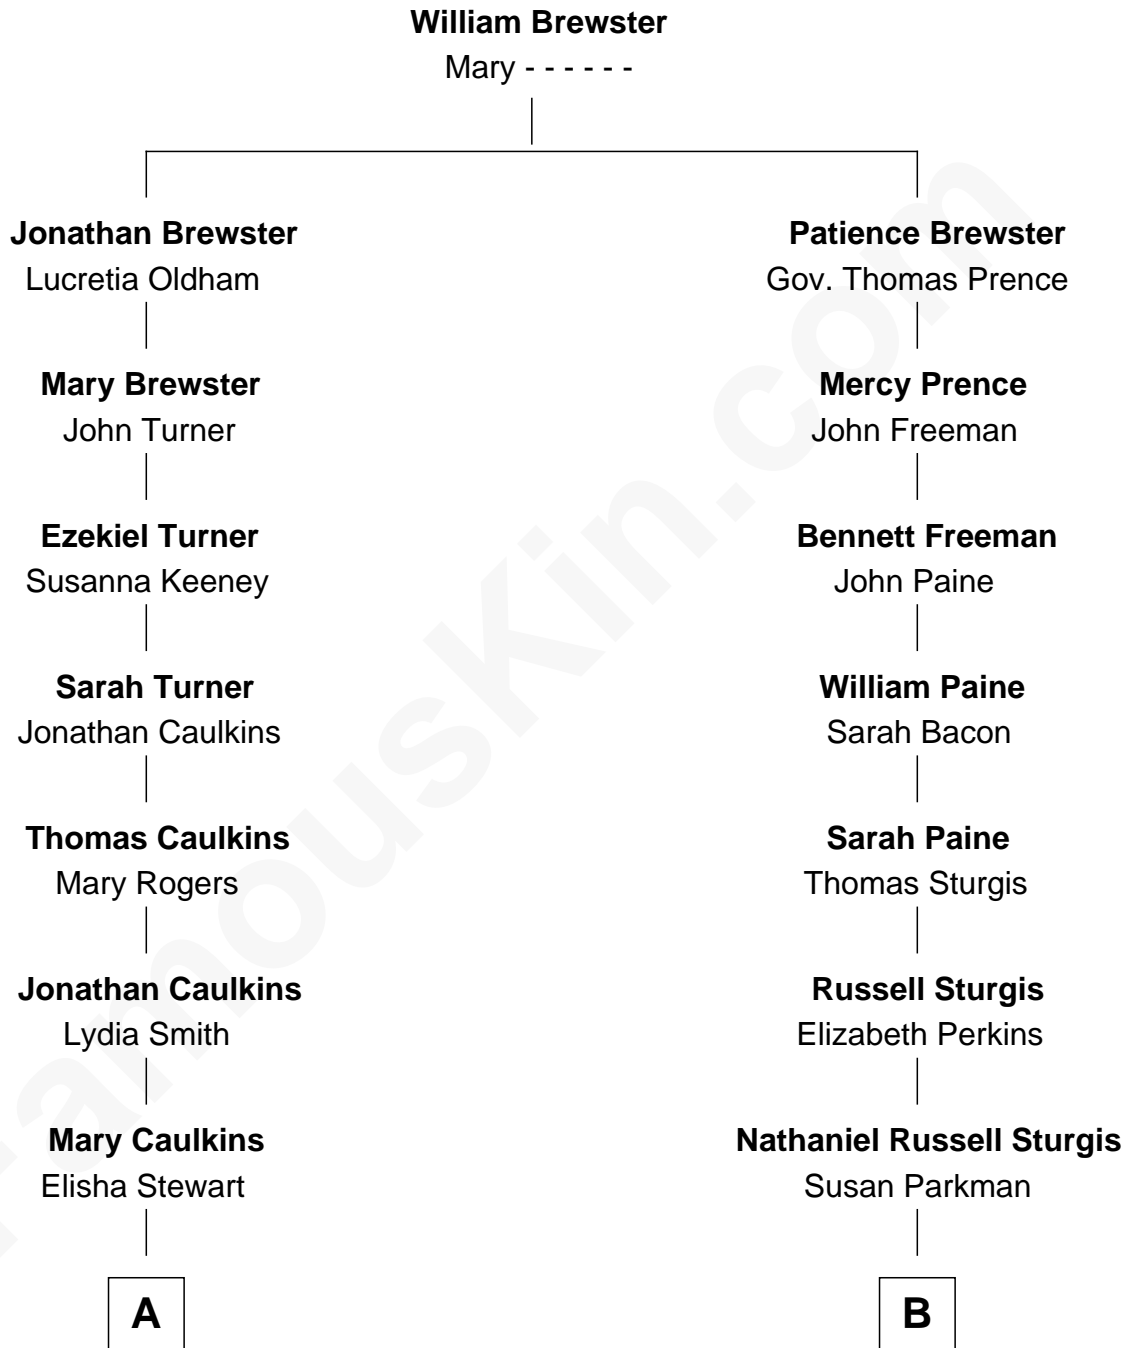 William Brewster
Mary - - - - - -
Jonathan Brewster
Lucretia Oldham
Patience Brewster
Gov. Thomas Prence
Mary Brewster
John Turner
Mercy Prence
John Freeman
Ezekiel Turner
Susanna Keeney
Bennett Freeman
John Paine
Sarah Turner
Jonathan Caulkins
William Paine
Sarah Bacon
Thomas Caulkins
Mary Rogers
Sarah Paine
Thomas Sturgis
Jonathan Caulkins
Lydia Smith
Russell Sturgis
Elizabeth Perkins
Mary Caulkins
Elisha Stewart
Nathaniel Russell Sturgis
Susan Parkman
A
B
FamousKin.com